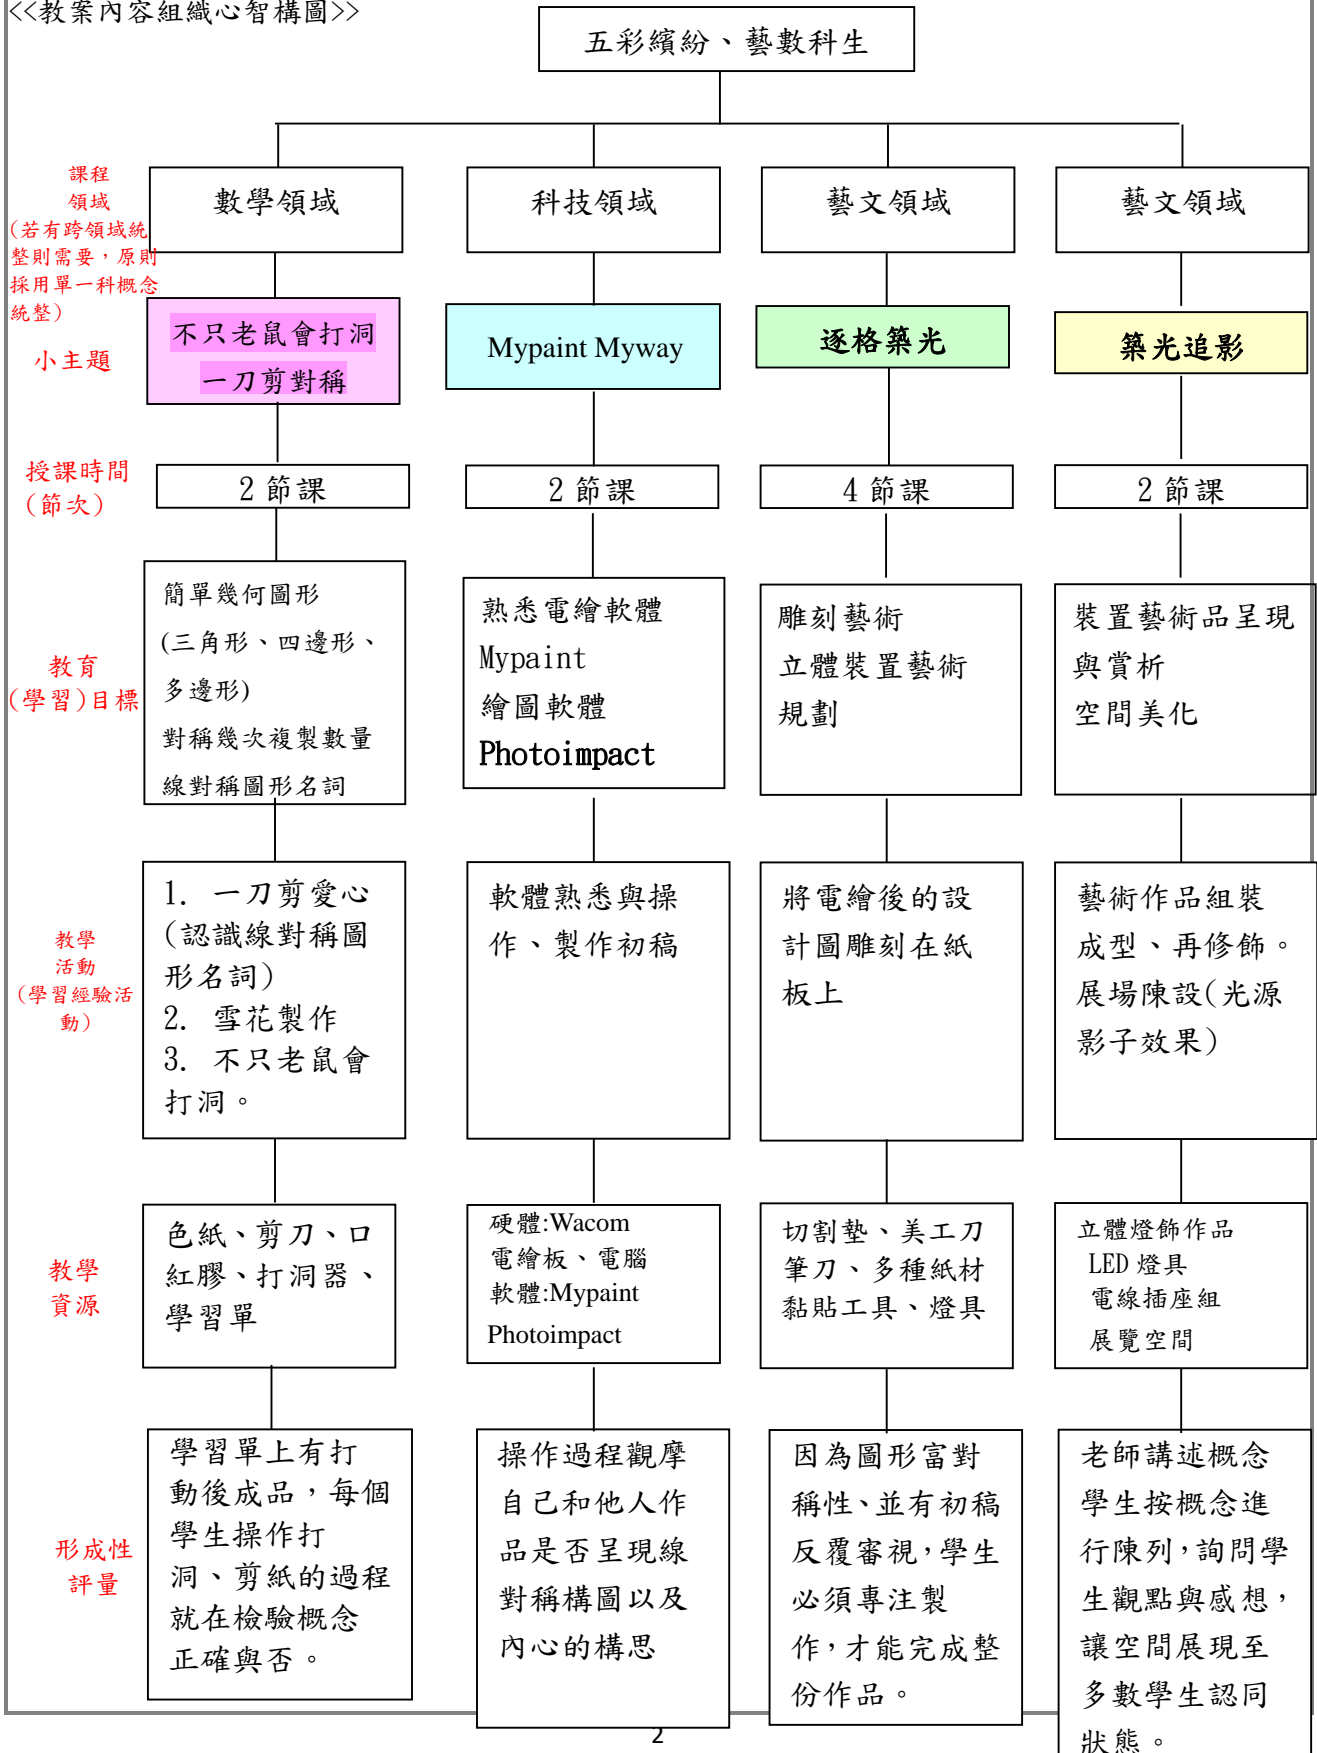 <<教案內容組織心智構圖>>
五彩繽紛、藝數科生
課程
領域
(若有跨領域統
整則需要，原則
採用單一科概念
統整)
數學領域
科技領域
藝文領域
藝文領域
小主題
不只老鼠會打洞
一刀剪對稱
Mypaint Myway
逐格築光
築光追影
授課時間
(節次)
2 節課
2 節課
4 節課
2 節課
教育
(學習)目標
簡單幾何圖形
(三角形、四邊形、
多邊形)
對稱幾次複製數量
線對稱圖形名詞
熟悉電繪軟體
Mypaint
繪圖軟體
Photoimpact
雕刻藝術
立體裝置藝術
規劃
裝置藝術品呈現
與賞析
空間美化
教學
活動
(學習經驗活
動)
1. 一刀剪愛心
(認識線對稱圖
形名詞)
2. 雪花製作
3. 不只老鼠會
打洞。
軟體熟悉與操
作、製作初稿
將電繪後的設
計圖雕刻在紙
板上
藝術作品組裝
成型、再修飾。
展場陳設(光源
影子效果)
教學
資源
色紙、剪刀、口
紅膠、打洞器、
學習單
硬體:Wacom
電繪板、電腦
軟體:Mypaint
Photoimpact
切割墊、美工刀
筆刀、多種紙材
黏貼工具、燈具
立體燈飾作品
LED 燈具
電線插座組
展覽空間
形成性
評量
學習單上有打
動後成品，每個
學生操作打
洞、剪紙的過程
就在檢驗概念
正確與否。
操作過程觀摩
自己和他人作
品是否呈現線
對稱構圖以及
內心的構思
因為圖形富對
稱性、並有初稿
反覆審視，學生
必須專注製
作，才能完成整
份作品。
老師講述概念
學生按概念進
行陳列，詢問學
生觀點與感想，
讓空間展現至
多數學生認同
狀態。
2